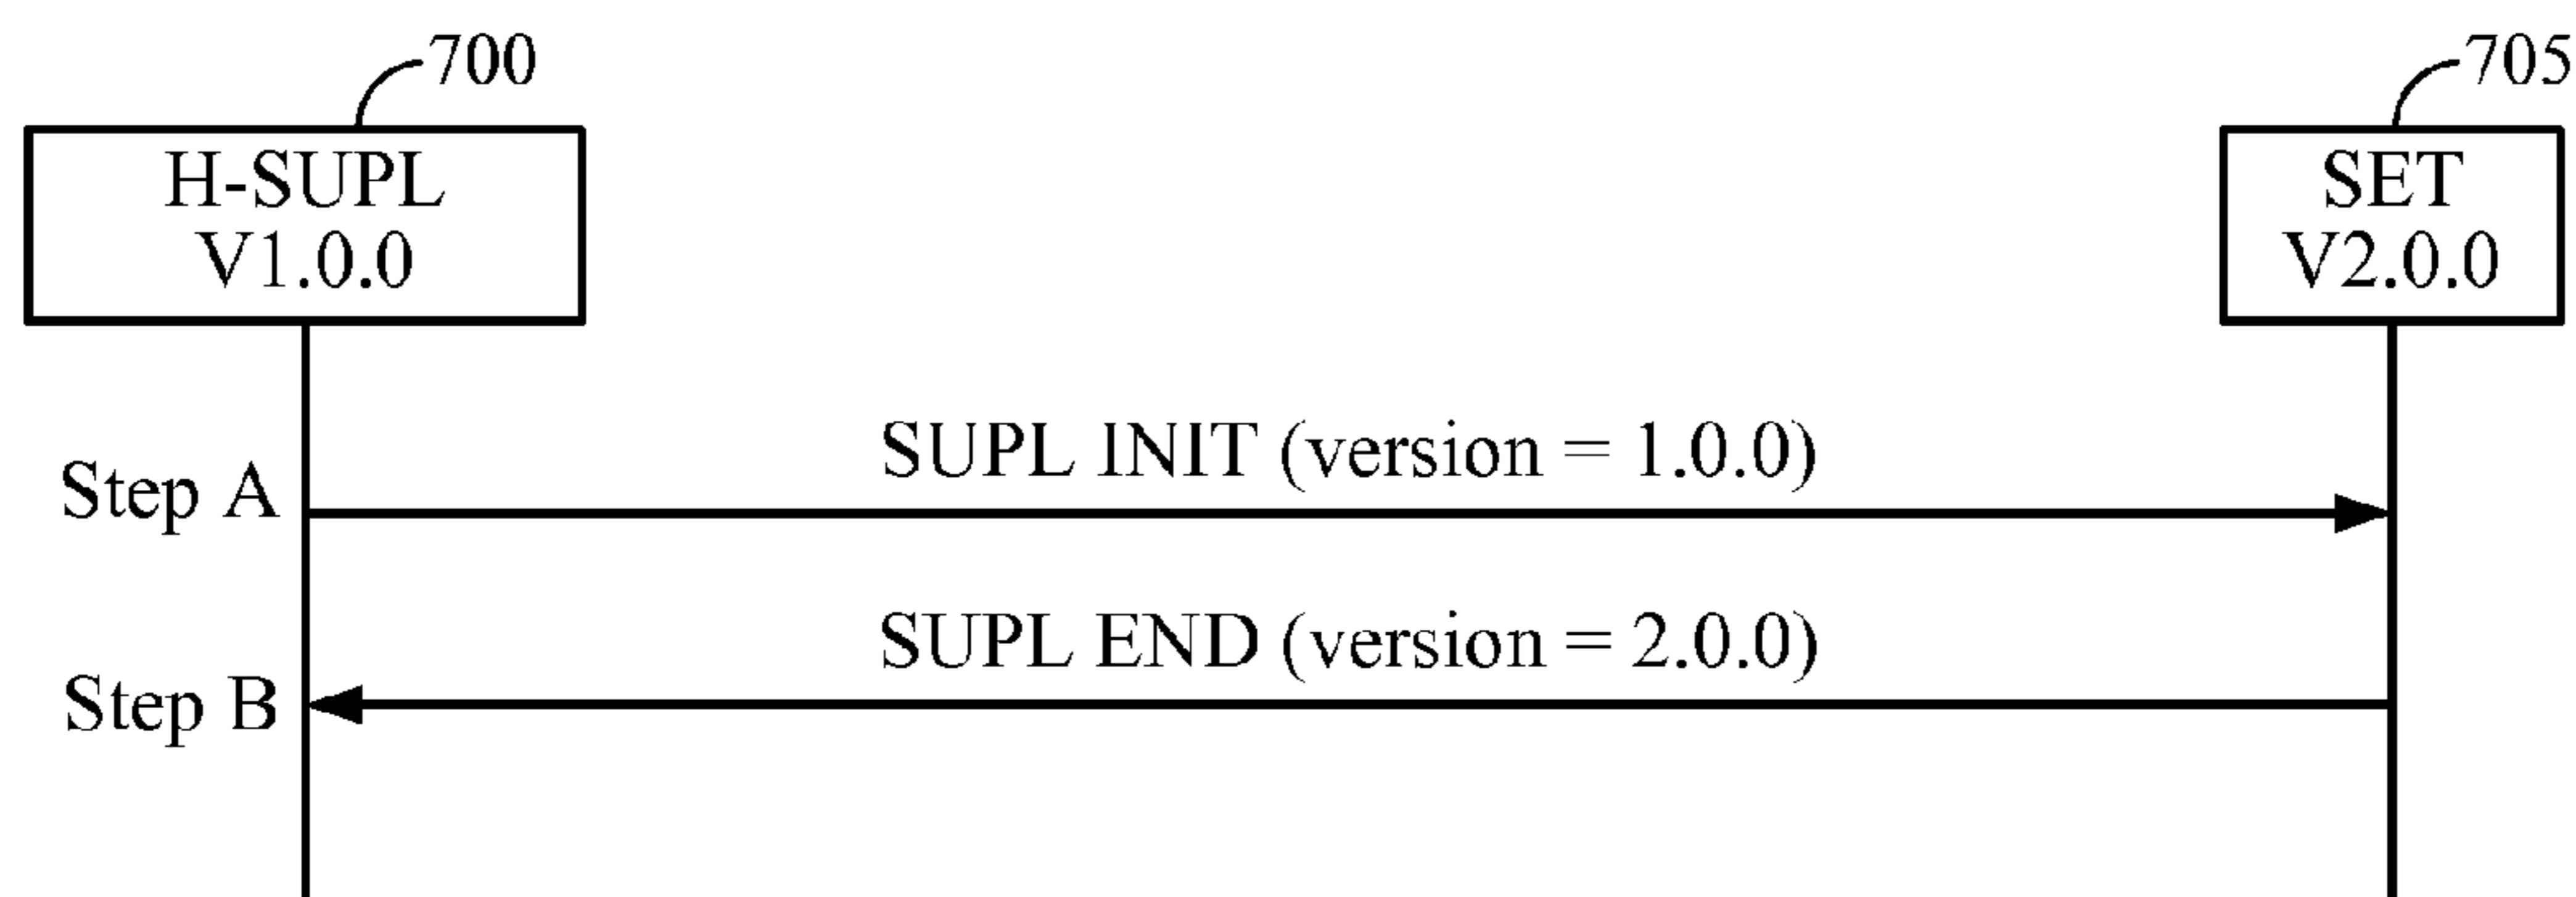 700
705
H-SUPL
V1.0.0
SET
V2.0.0
SUPL INIT (version = 1.0.0)
Step A
SUPL END (version = 2.0.0)
Step B